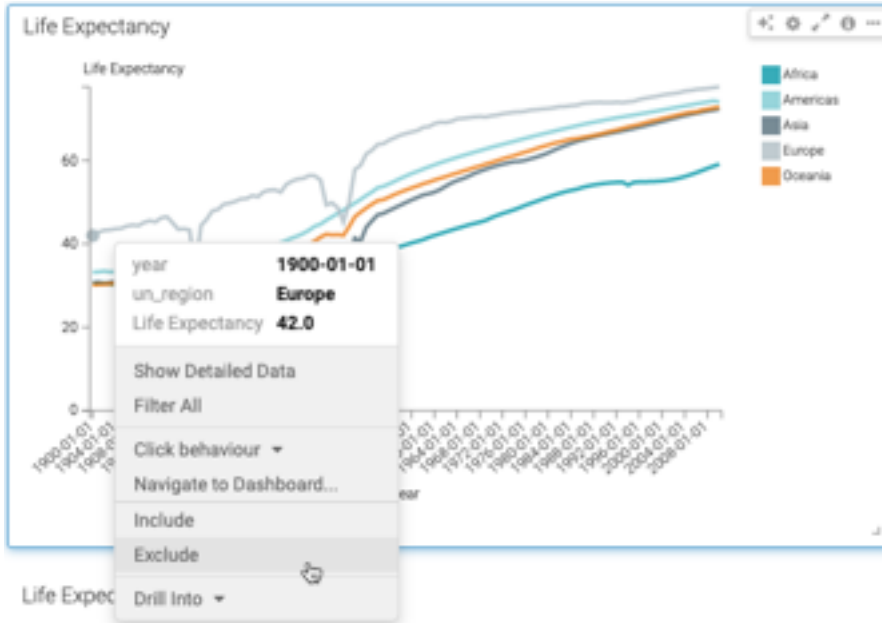 Life Expectancy
Life Expectancy
Africa
Americas
Asia
Europe
Oceania
60
40
20
0
year 1900-01-01
un_region Europe
Life Expectancy 42.0
Show Detailed Data
Filter All
Click behaviour
Navigate to Dashboard...
Include
Exclude
Drill Into
1900-01-01
1904-01-01
1964-01-01
1968-01-01
1972-01-01
1976-01-01
1980-01-01
1984-01-01
1988-01-01
1992-01-01
1996-01-01
2000-01-01
2004-01-01
2008-01-01
ear
Life Expec